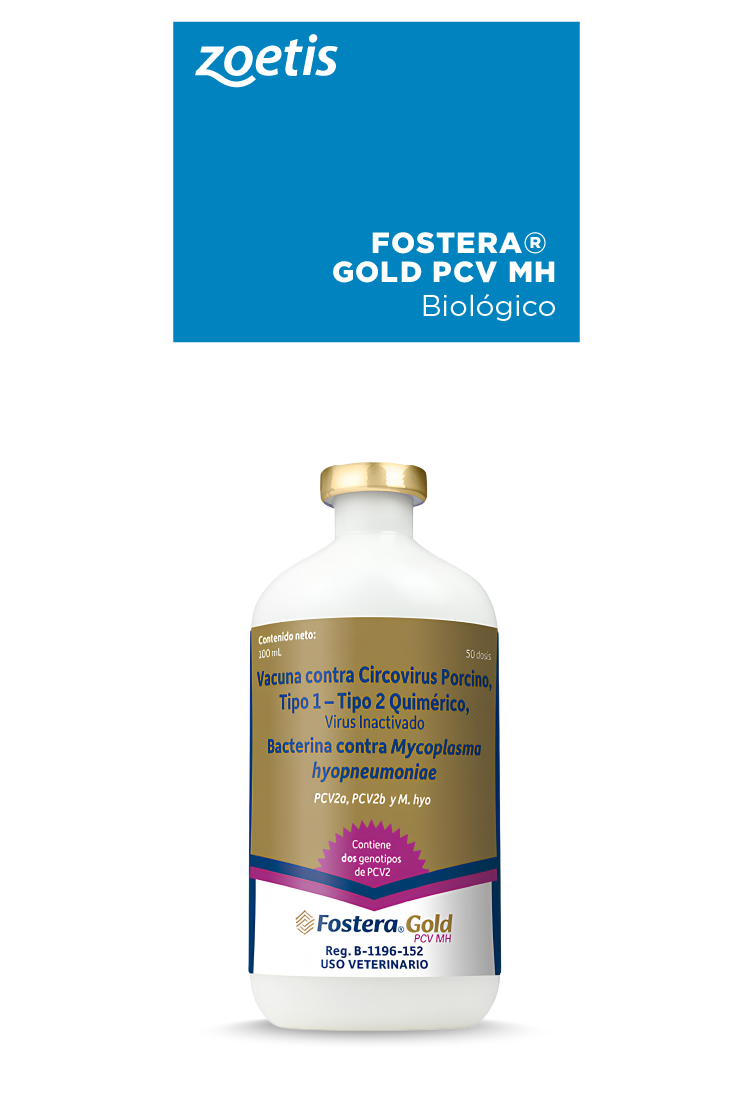 zoetis
FOSTERA®
GOLD PCV MH
Biológico
Contenido neto:
100 mL
50 dosis
Vacuna contra Circovirus Porcino,
Tipo 1 – Tipo 2 Quimérico,
Virus Inactivado
Bacterina contra Mycoplasma
hyopneumoniae
PCV2a, PCV2b y M. hyo
Contiene
dos genotipos
de PCV2
Fostera® Gold
PCV MH
Reg. B-1196-152
USO VETERINARIO